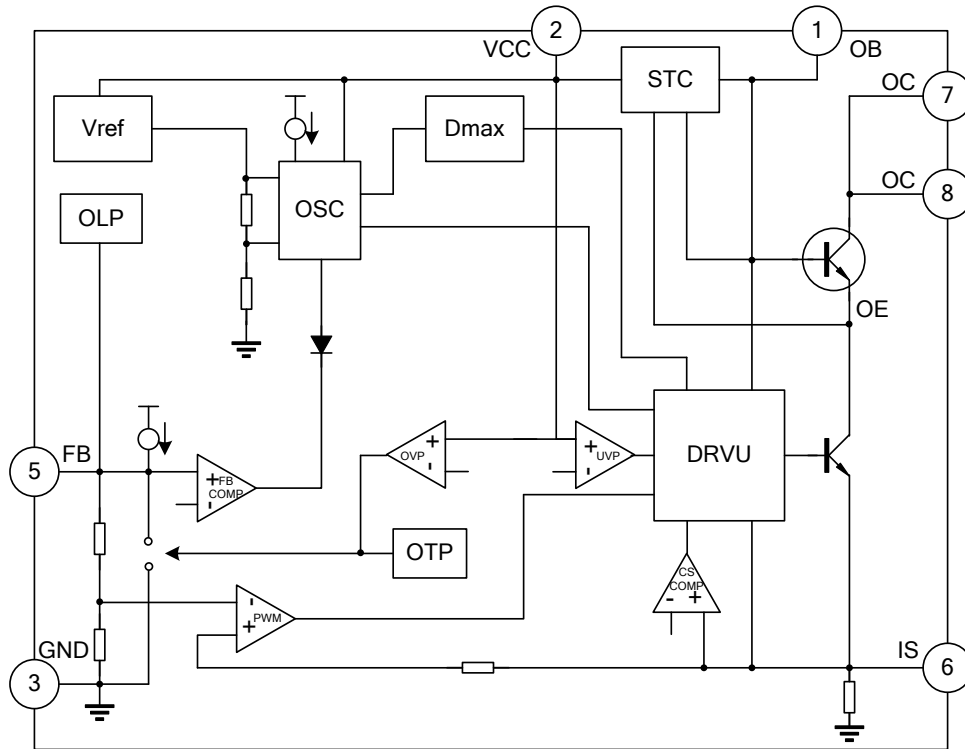 2
1
VCC
OB
STC
OC
7
Vref
Dmax
OC
8
OSC
OLP
OE
FB
5
+
-
FB
COMP
OVP
+
-
+
-
UVP
DRVU
OTP
CS
COMP
-
+
-
+
PWM
GND
3
IS
6